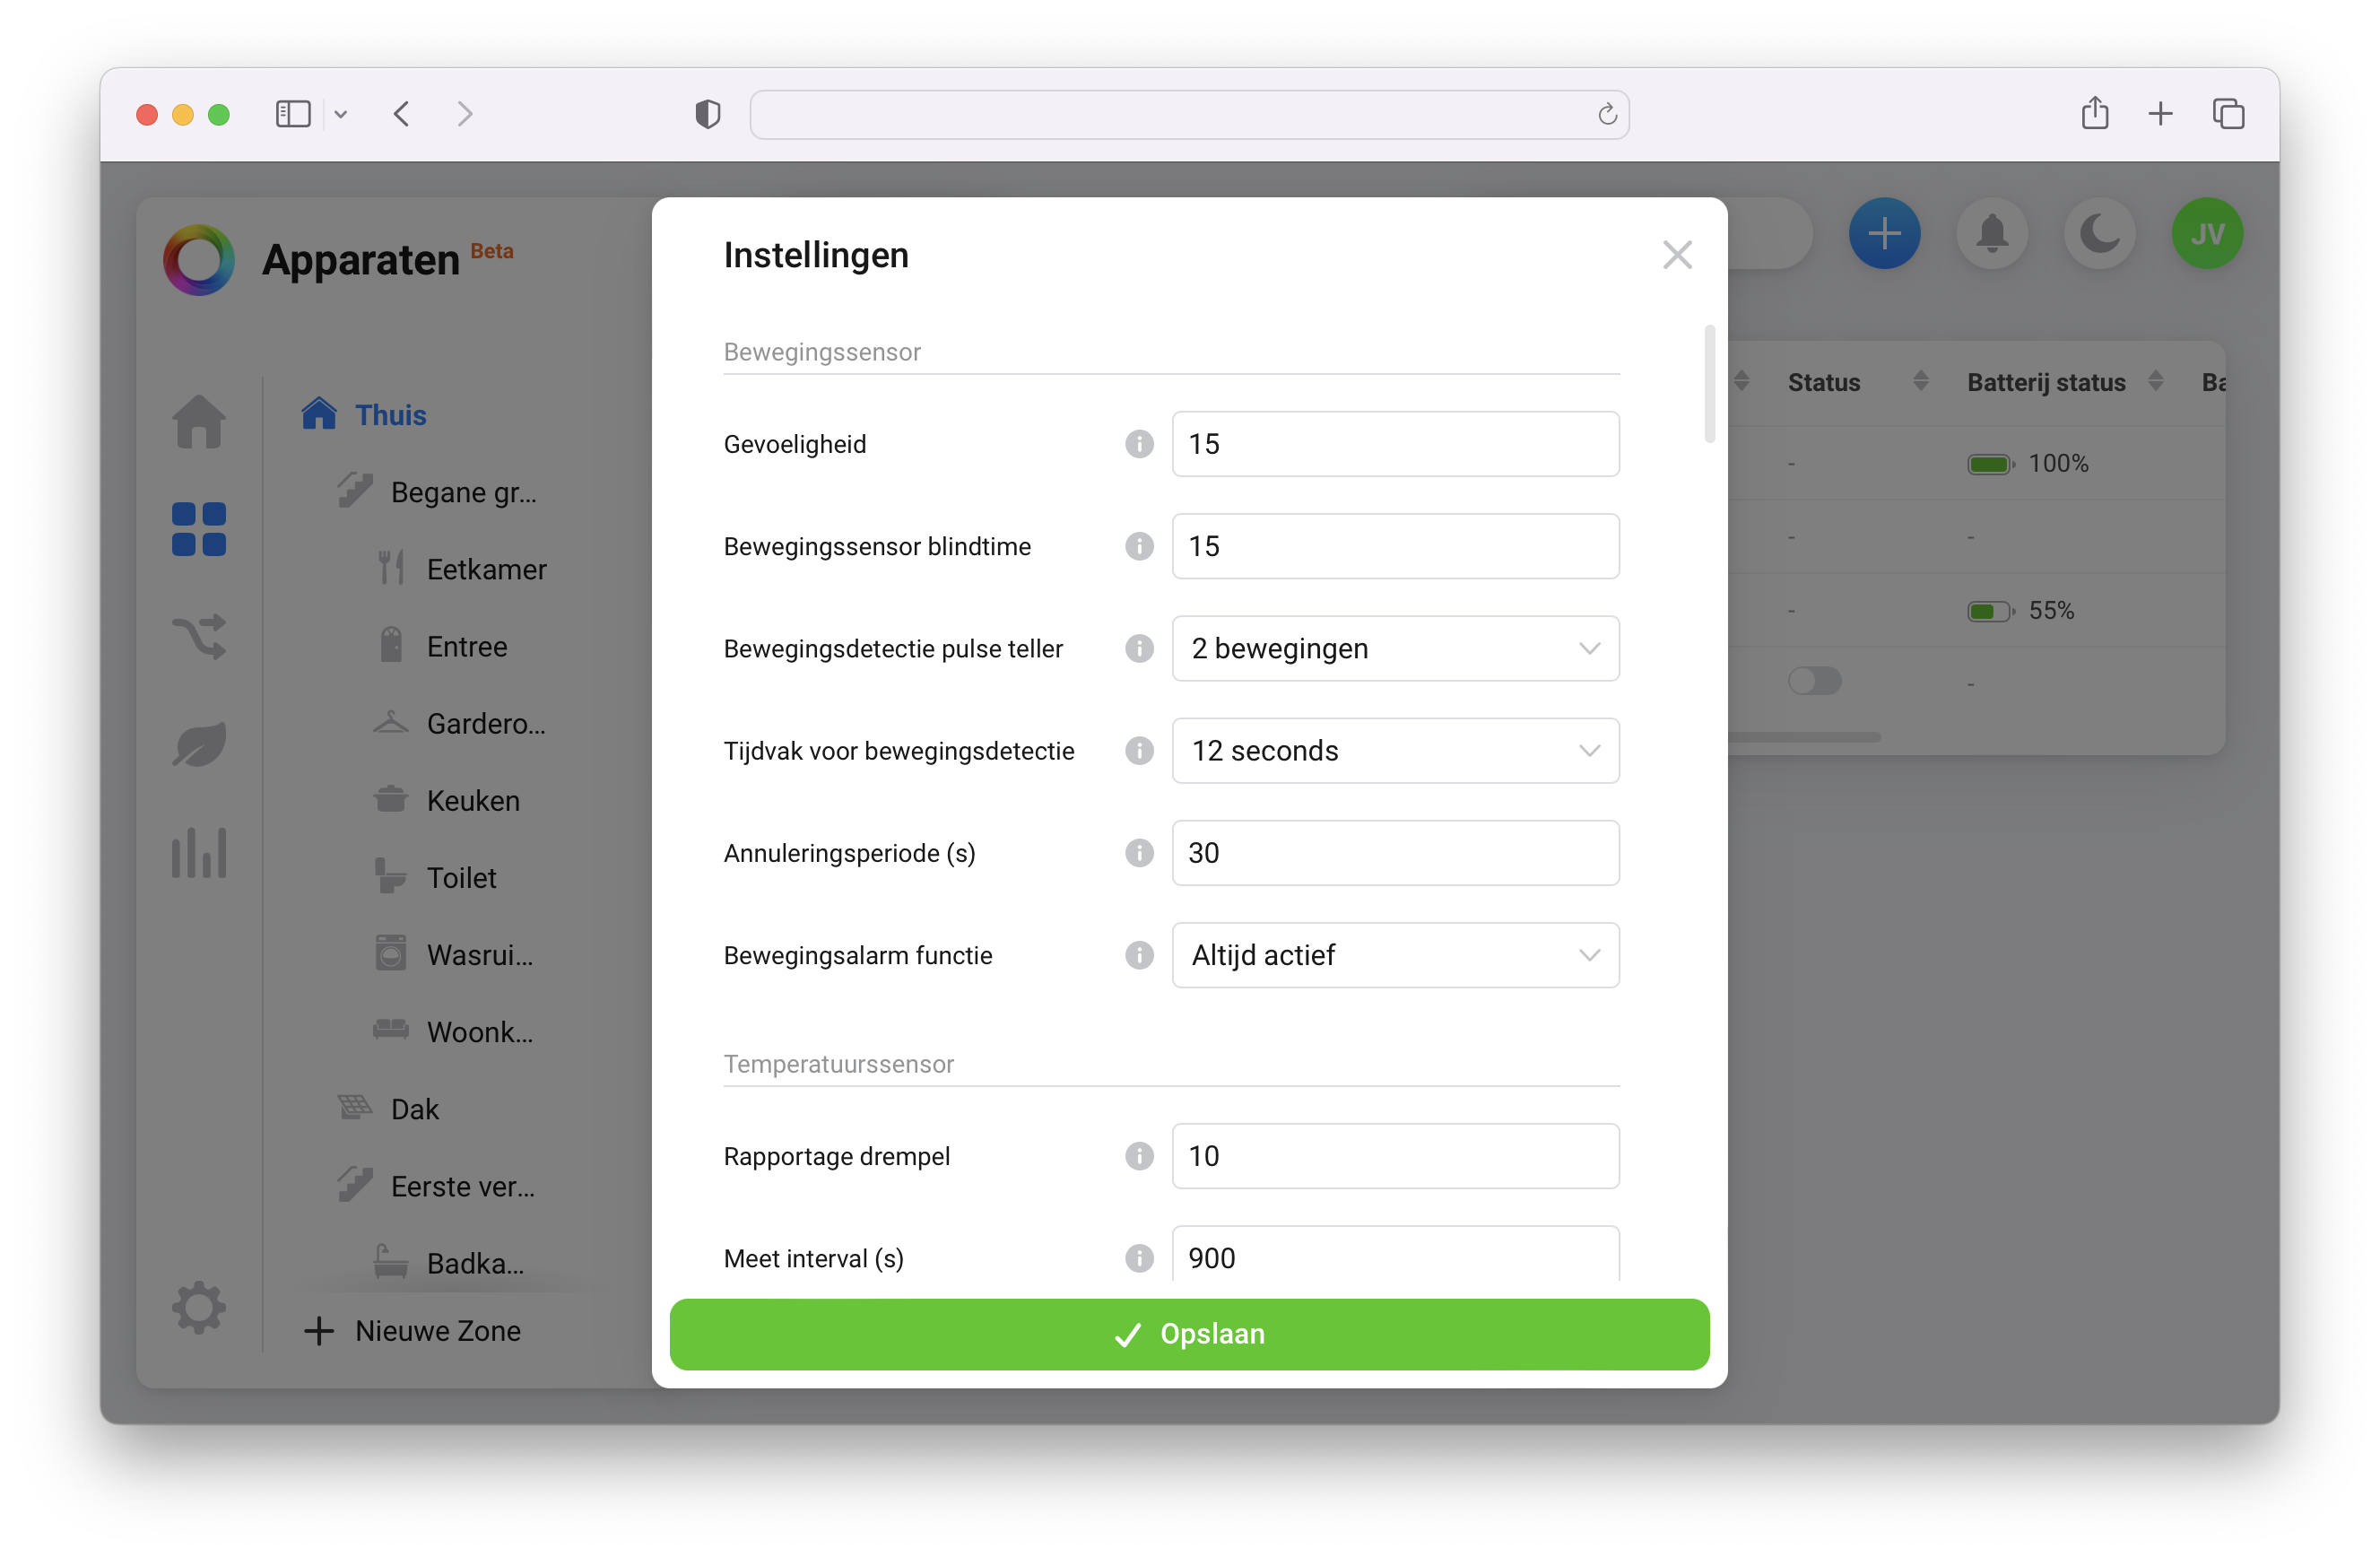 Apparaten Beta
JV
Thuis
Begane gr...
Eetkamer
Entree
Gardero...
Keuken
Toilet
Wasrui...
Woonk...
Dak
Eerste ver...
Badka...
Nieuwe Zone
Instellingen
Bewegingssensor
Gevoeligheid 15
Bewegingssensor blindtime 15
Bewegingsdetectie pulse teller 2 bewegingen
Tijdvak voor bewegingsdetectie 12 seconds
Annuleringsperiode (s) 30
Bewegingsalarm functie Altijd actief
Temperatuurssensor
Rapportage drempel 10
Meet interval (s) 900
Opslaan
Status Batterij status Ba
- 100%
- -
- 55%
-